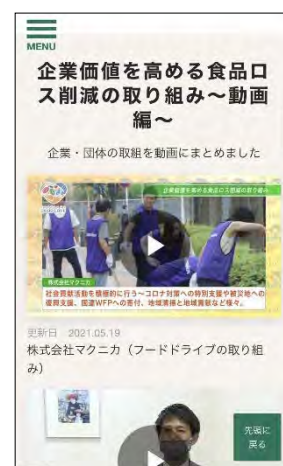 MENU
企業価値を高める食品ロ
ス削減の取り組み~動画
編~
企業・団体の取組を動画にまとめました
企業価値を高める食品ロス削減の取り組み
株式会社マクニカ
社会貢献活動を積極的に行う~コロナ対策への特別支援や被災地への
復興支援、国連WFPへの寄付、地域清掃と地域貢献など様々。
更新日 2021.05.19
株式会社マクニカ(フードドライブの取り組
み)
先頭に
戻る